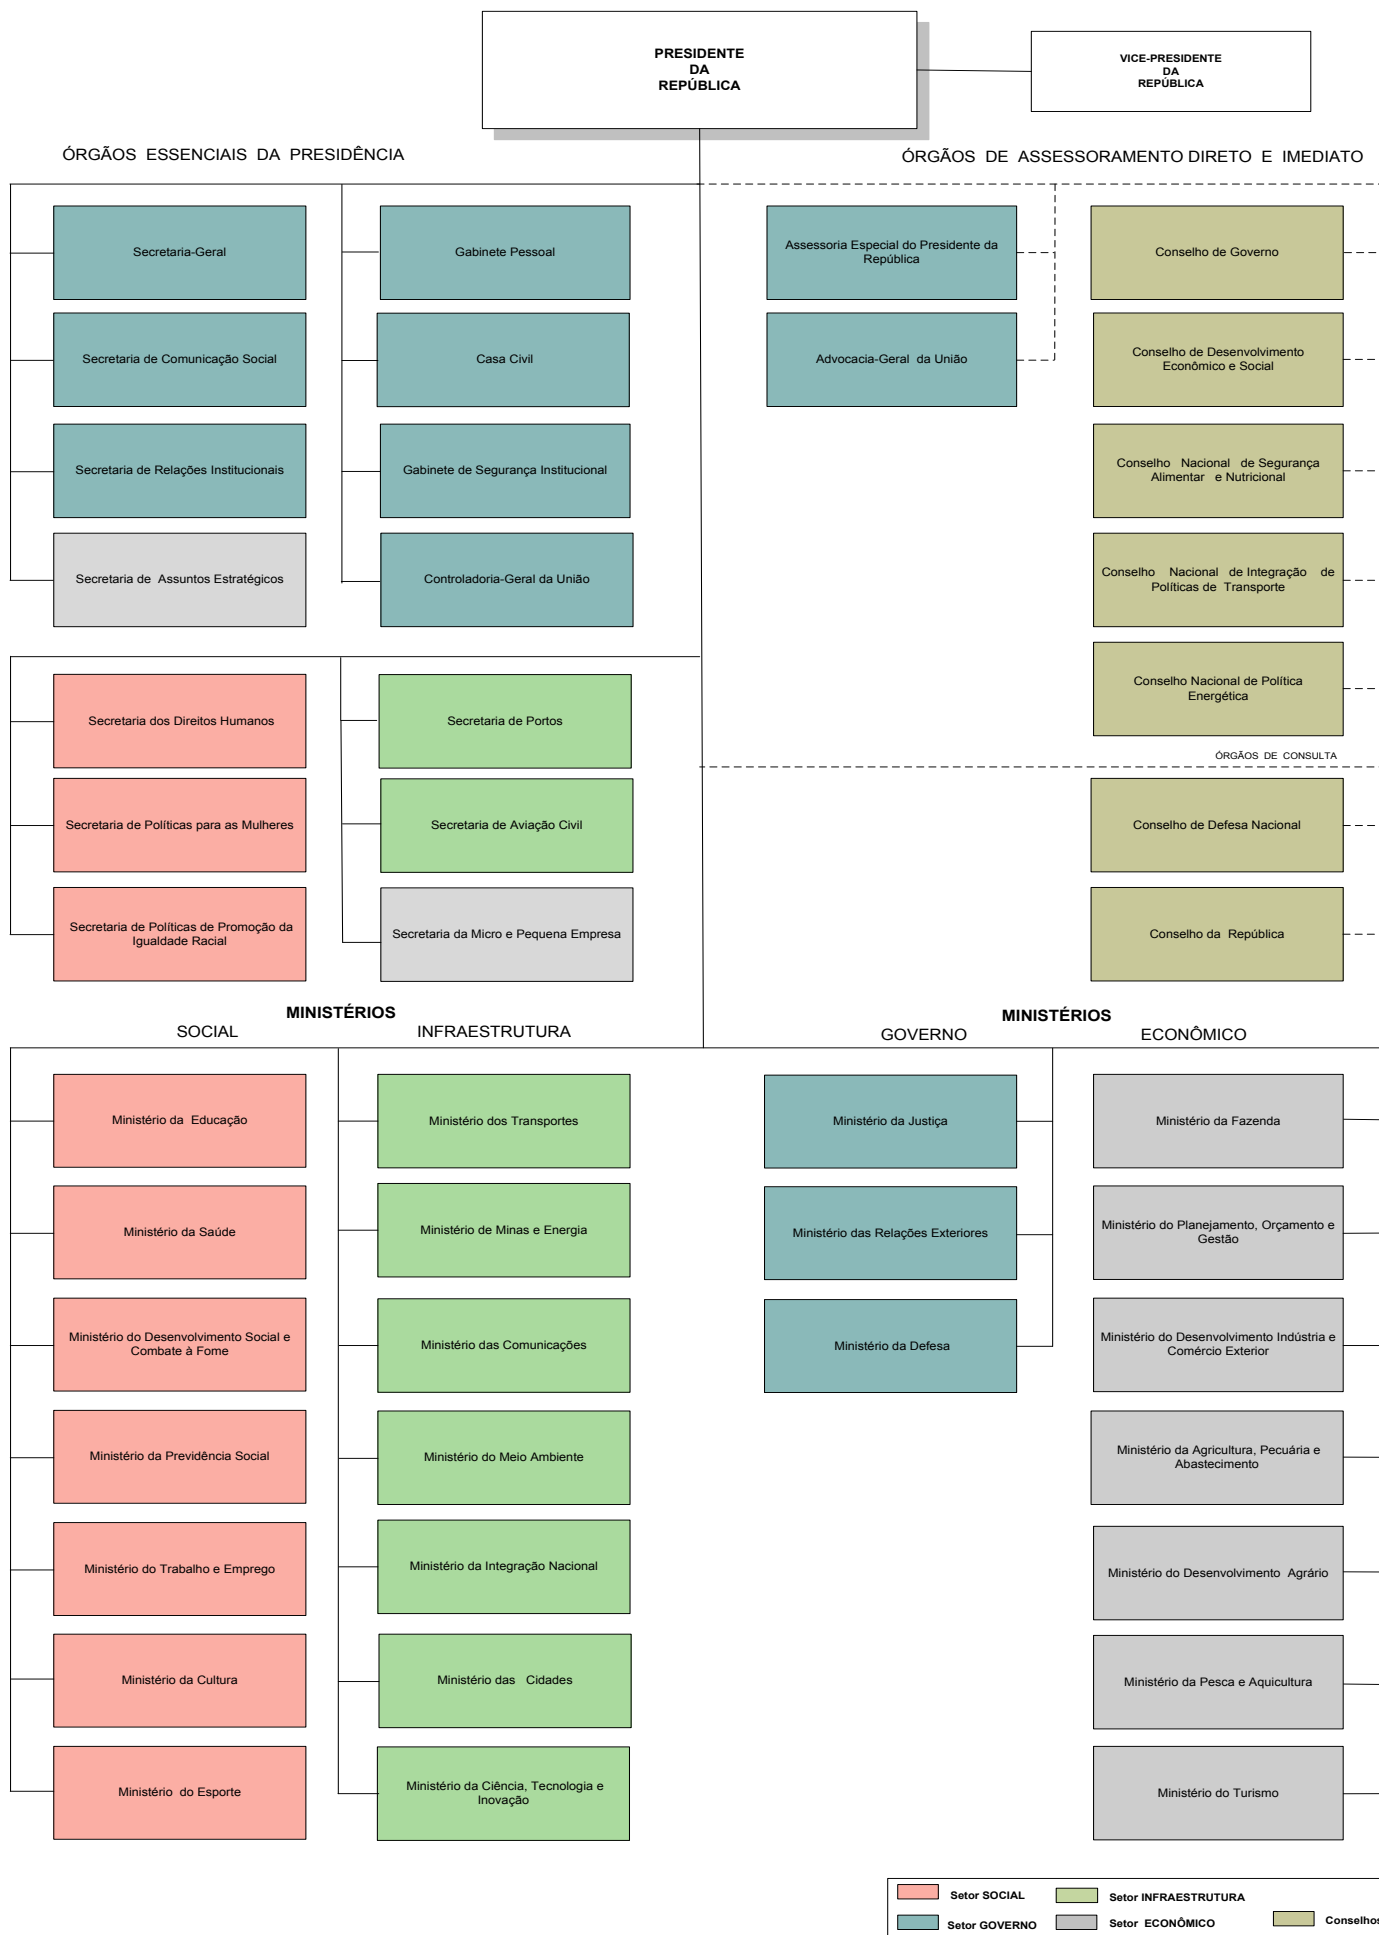 PRESIDENTE
DA
REPÚBLICA
VICE-PRESIDENTE
DA
REPÚBLICA
ÓRGÃOS ESSENCIAIS DA PRESIDÊNCIA
ÓRGÃOS DE ASSESSORAMENTO DIRETO E IMEDIATO
Secretaria-Geral
Gabinete Pessoal
Assessoria Especial do Presidente da
República
Conselho de Governo
Secretaria de Comunicação Social
Casa Civil
Advocacia-Geral da União
Conselho de Desenvolvimento
Econômico e Social
Secretaria de Relações Institucionais
Gabinete de Segurança Institucional
Conselho Nacional de Segurança
Alimentar e Nutricional
Secretaria de Assuntos Estratégicos
Controladoria-Geral da União
Conselho Nacional de Integração de
Políticas de Transporte
Secretaria dos Direitos Humanos
Secretaria de Portos
Conselho Nacional de Política
Energética
ÓRGÃOS DE CONSULTA
Secretaria de Políticas para as Mulheres
Secretaria de Aviação Civil
Conselho de Defesa Nacional
Secretaria de Políticas de Promoção da
Igualdade Racial
Secretaria da Micro e Pequena Empresa
Conselho da República
MINISTÉRIOS
SOCIAL
INFRAESTRUTURA
MINISTÉRIOS
GOVERNO
ECONÔMICO
Ministério da Educação
Ministério dos Transportes
Ministério da Justiça
Ministério da Fazenda
Ministério da Saúde
Ministério de Minas e Energia
Ministério das Relações Exteriores
Ministério do Planejamento, Orçamento e
Gestão
Ministério do Desenvolvimento Social e
Combate à Fome
Ministério das Comunicações
Ministério da Defesa
Ministério do Desenvolvimento Indústria e
Comércio Exterior
Ministério da Previdência Social
Ministério do Meio Ambiente
Ministério da Agricultura, Pecuária e
Abastecimento
Ministério do Trabalho e Emprego
Ministério da Integração Nacional
Ministério do Desenvolvimento Agrário
Ministério da Cultura
Ministério das Cidades
Ministério da Pesca e Aquicultura
Ministério do Esporte
Ministério da Ciência, Tecnologia e
Inovação
Ministério do Turismo
Setor SOCIAL
Setor INFRAESTRUTURA
Setor GOVERNO
Setor ECONÔMICO
Conselhos